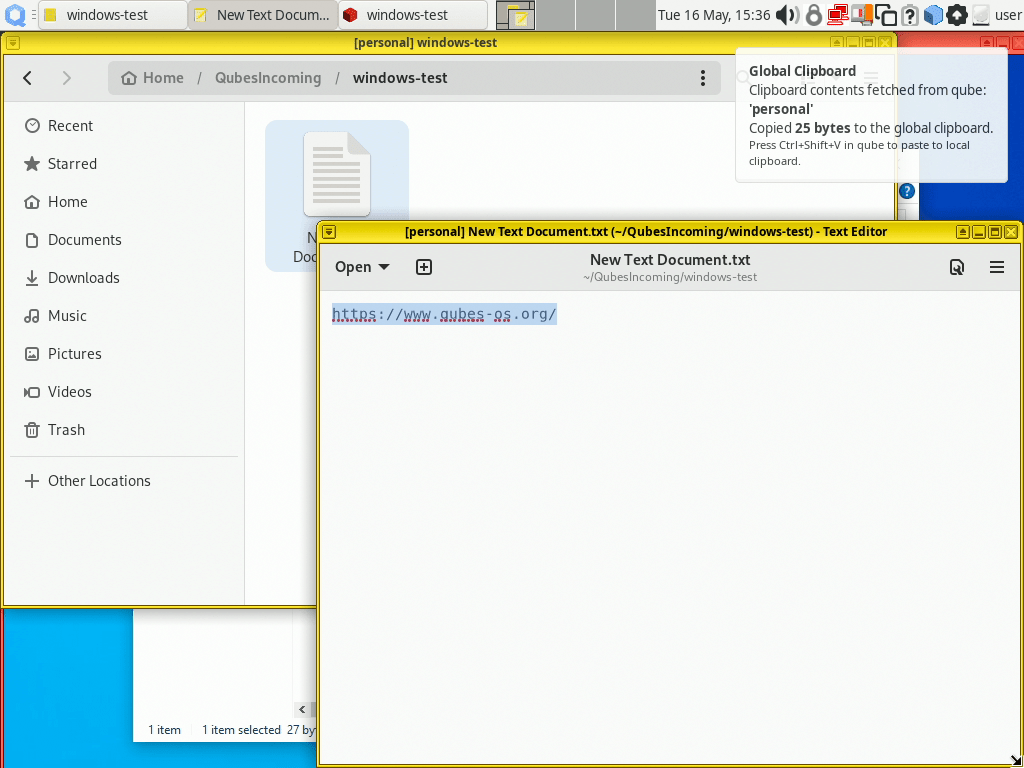 windows-test
New Text Docum...
windows-test
Tue 16 May, 15:36
user
[personal] windows-test
Home / QubesIncoming / windows-test
Recent
Starred
Home
Documents
Downloads
Music
Pictures
Videos
Trash
Other Locations
Global Clipboard
Clipboard contents fetched from qube:
'personal'
Copied 25 bytes to the global clipboard.
Press Ctrl+Shift+V in qube to paste to local
clipboard.
[personal] New Text Document.txt (~/QubesIncoming/windows-test) - Text Editor
Open
New Text Document.txt
~/QubesIncoming/windows-test
https://www.qubes-os.org/
1 item
1 item selected 27 by